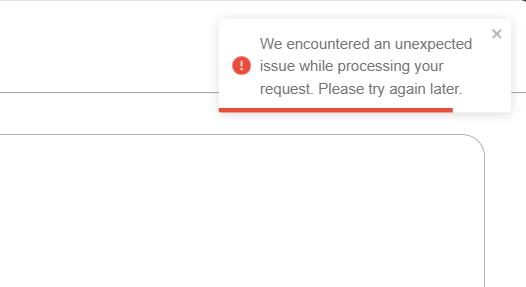 We encountered an unexpected
issue while processing your
request. Please try again later.